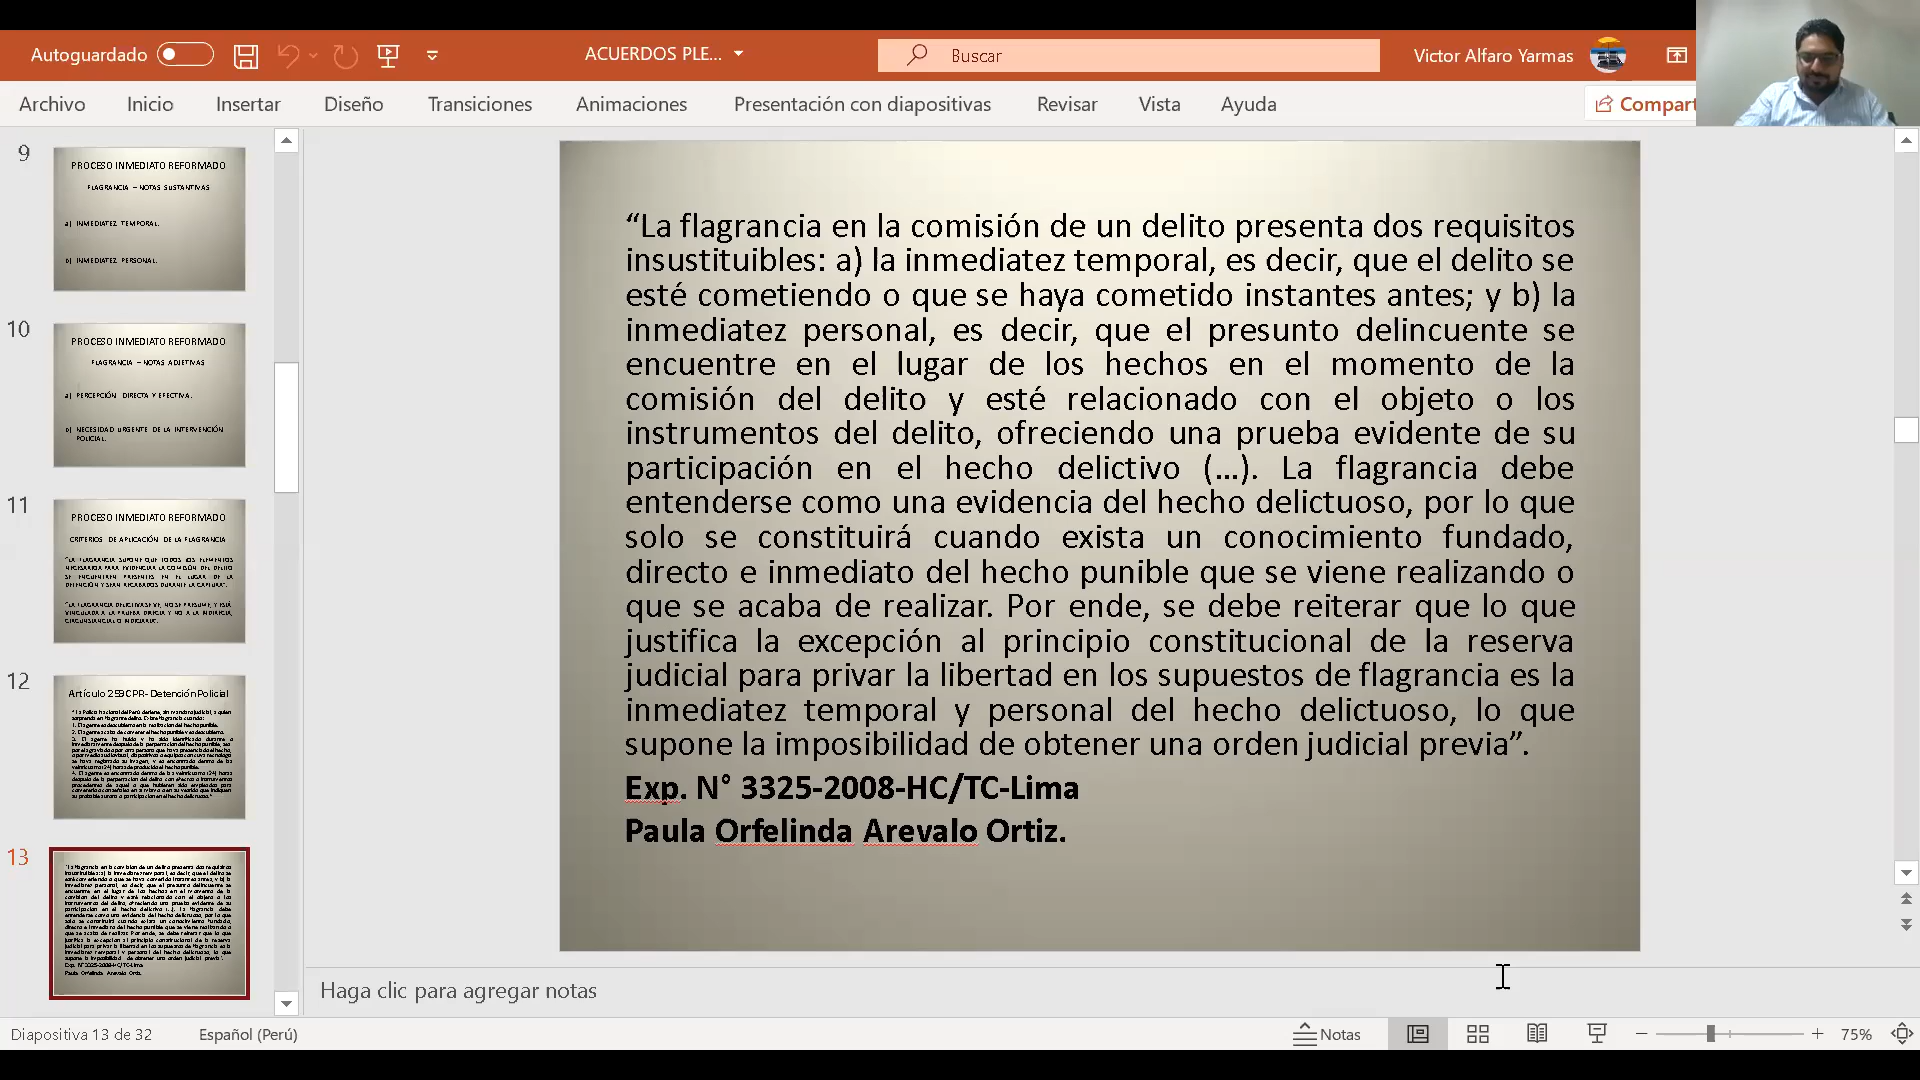 Autoguardado
ACUERDOS PLE...
Buscar
Victor Alfaro Yarmas
Archivo
Inicio
Insertar
Diseño
Transiciones
Animaciones
Presentación con diapositivas
Revisar
Vista
Ayuda
Compart
9
PROCESO INMEDIATO REFORMADO
FLAGRANCIA – NOTAS SUSTANTIVAS
a) INMEDIATEZ TEMPORAL.
b) INMEDIATEZ PERSONAL.
10
PROCESO INMEDIATO REFORMADO
FLAGRANCIA – NOTAS ADJETIVAS
a) PERCEPCIÓN DIRECTA Y EFECTIVA.
b) NECESIDAD URGENTE DE LA INTERVENCIÓN
POLICIAL.
11
PROCESO INMEDIATO REFORMADO
CRITERIOS DE APLICACIÓN DE LA FLAGRANCIA
12
13
“La flagrancia en la comisión de un delito presenta dos requisitos
insustituibles: a) la inmediatez temporal, es decir, que el delito se
esté cometiendo o que se haya cometido instantes antes; y b) la
inmediatez personal, es decir, que el presunto delincuente se
encuentre en el lugar de los hechos en el momento de la
comisión del delito y esté relacionado con el objeto o los
instrumentos del delito, ofreciendo una prueba evidente de su
participación en el hecho delictivo (...). La flagrancia debe
entenderse como una evidencia del hecho delictuoso, por lo que
solo se constituirá cuando exista un conocimiento fundado,
directo e inmediato del hecho punible que se viene realizando o
que se acaba de realizar. Por ende, se debe reiterar que lo que
justifica la excepción al principio constitucional de la reserva
judicial para privar la libertad en los supuestos de flagrancia es la
inmediatez temporal y personal del hecho delictuoso, lo que
supone la imposibilidad de obtener una orden judicial previa”.
Exp. N° 3325-2008-HC/TC-Lima
Paula Orfelinda Arevalo Ortiz.
Haga clic para agregar notas
Diapositiva 13 de 32
Español (Perú)
Notas
75%